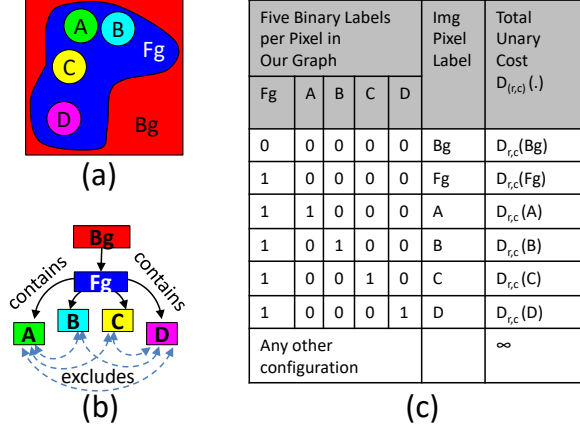 A
B
Fg
C
D
Bg
(a)
Bg
contains
contains
Fg
A
B
C
D
excludes
(b)
Five Binary Labels
per Pixel in
Our Graph
Img
Pixel
Label
Total
Unary
Cost
D(r,c)(.)
Fg A B C D
0 0 0 0 0 Bg Dr,c(Bg)
1 0 0 0 0 Fg Dr,c(Fg)
1 1 0 0 0 A Dr,c (A)
1 0 1 0 0 B Dr,c (B)
1 0 0 1 0 C Dr,c (C)
1 0 0 0 1 D Dr,c (D)
Any other
configuration
∞
(c)